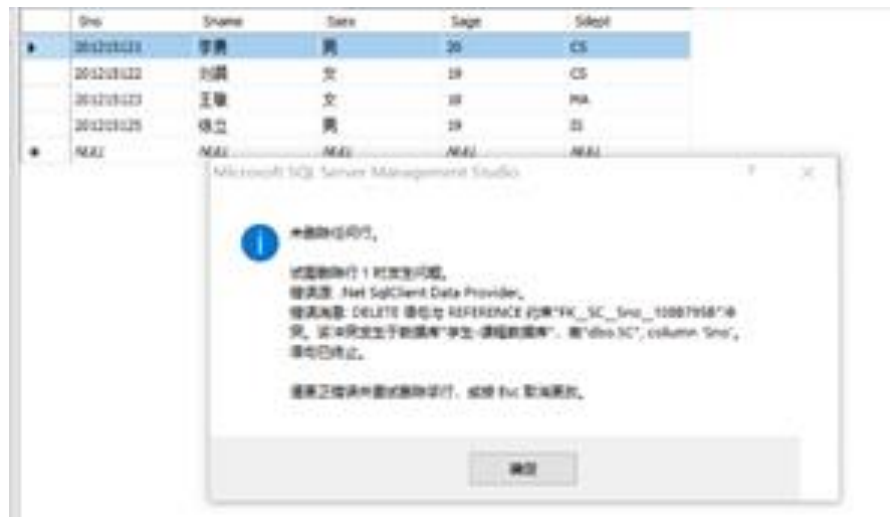 Sno Sname Ssex Sage Sdept
201215121 李勇 男 20 CS
201215122 刘晨 女 19 CS
201215123 王敏 女 18 MA
201215125 张立 男 19 IS
NULL NULL NULL NULL NULL
Microsoft SQL Server Management Studio
未删除任何行。
试图删除行 1 时发生问题。
错误源: .Net SqlClient Data Provider。
错误消息: DELETE 语句与 REFERENCE 约束"FK__SC__Sno__
突。该冲突发生于数据库"学生-课程数据库",表"dbo.SC", column 'Sno'。
语句已终止。
请更正错误并重试删除该行,或按 Esc 取消更改。
确定